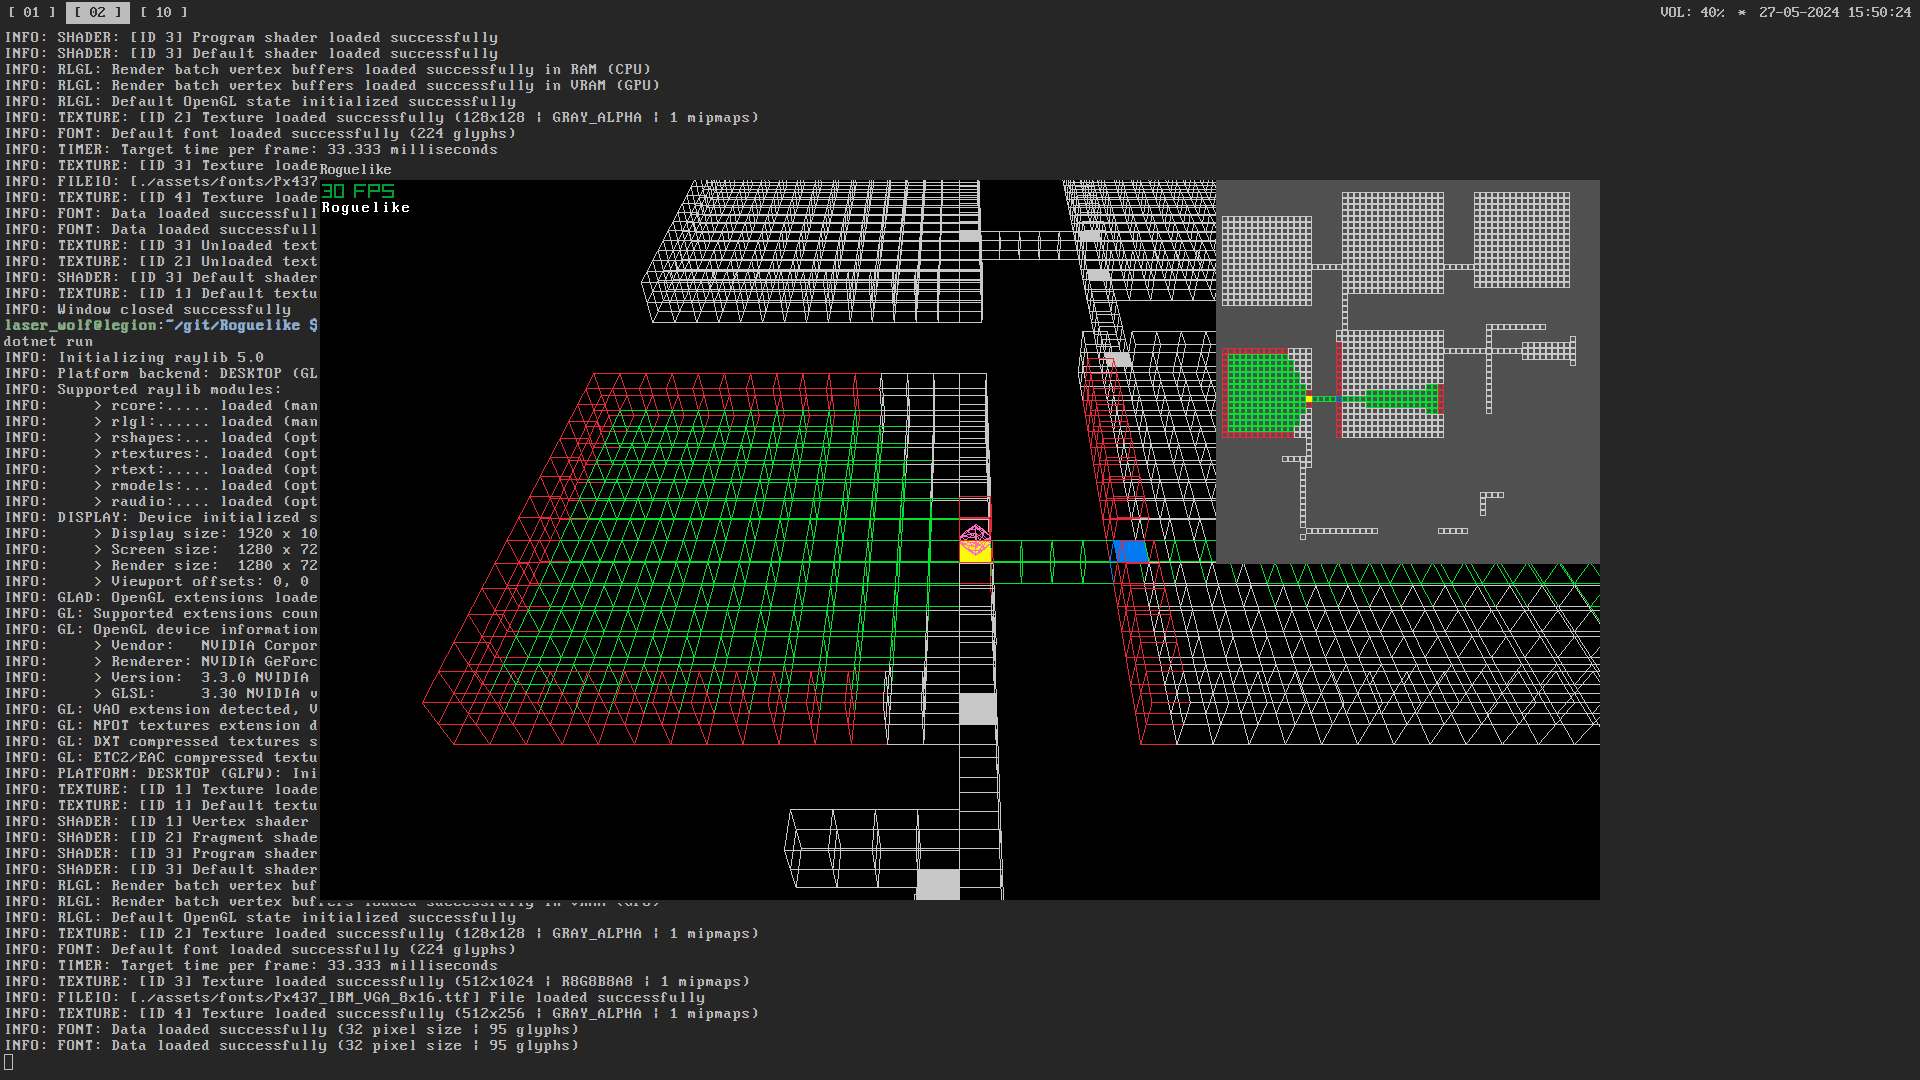 [ 01 ] [ 02 ] [ 10 ] VOL: 40% * 27-05-2024 15:50:24
INFO: SHADER: [ID 3] Program shader loaded successfully
INFO: SHADER: [ID 3] Default shader loaded successfully
INFO: RLGL: Render batch vertex buffers loaded successfully in RAM (CPU)
INFO: RLGL: Render batch vertex buffers loaded successfully in VRAM (GPU)
INFO: RLGL: Default OpenGL state initialized successfully
INFO: TEXTURE: [ID 2] Texture loaded successfully (128x128 | GRAY_ALPHA | 1 mipmaps)
INFO: FONT: Default font loaded successfully (224 glyphs)
INFO: TIMER: Target time per frame: 33.333 milliseconds
INFO: TEXTURE: [ID 3] Texture loade
Roguelike
INFO: FILEIO: [./assets/fonts/Px437
30 FPS
INFO: TEXTURE: [ID 4] Texture loade
Roguelike
INFO: FONT: Data loaded successfull
INFO: FONT: Data loaded successfull
INFO: TEXTURE: [ID 3] Unloaded text
INFO: TEXTURE: [ID 2] Unloaded text
INFO: SHADER: [ID 3] Default shader
INFO: TEXTURE: [ID 1] Default textu
INFO: Window closed successfully
laser_wolf@legion:~/git/Roguelike $
dotnet run
INFO: Initializing raylib 5.0
INFO: Platform backend: DESKTOP (GL
INFO: Supported raylib modules:
INFO:     > rcore:..... loaded (man
INFO:     > rlgl:...... loaded (man
INFO:     > rshapes:... loaded (opt
INFO:     > rtextures:. loaded (opt
INFO:     > rtext:..... loaded (opt
INFO:     > rmodels:... loaded (opt
INFO:     > raudio:.... loaded (opt
INFO: DISPLAY: Device initialized s
INFO:     > Display size: 1920 x 10
INFO:     > Screen size:  1280 x 72
INFO:     > Render size:  1280 x 72
INFO:     > Viewport offsets: 0, 0
INFO: GLAD: OpenGL extensions loade
INFO: GL: Supported extensions coun
INFO: GL: OpenGL device information
INFO:     > Vendor:   NVIDIA Corpor
INFO:     > Renderer: NVIDIA GeForc
INFO:     > Version:  3.3.0 NVIDIA
INFO:     > GLSL:     3.30 NVIDIA v
INFO: GL: VAO extension detected, V
INFO: GL: NPOT textures extension d
INFO: GL: DXT compressed textures s
INFO: GL: ETC2/EAC compressed textu
INFO: PLATFORM: DESKTOP (GLFW): Ini
INFO: TEXTURE: [ID 1] Texture loade
INFO: TEXTURE: [ID 1] Default textu
INFO: SHADER: [ID 1] Vertex shader
INFO: SHADER: [ID 2] Fragment shade
INFO: SHADER: [ID 3] Program shader
INFO: SHADER: [ID 3] Default shader
INFO: RLGL: Render batch vertex buf
INFO: RLGL: Render batch vertex buffers loaded successfully in VRAM (GPU)
INFO: RLGL: Default OpenGL state initialized successfully
INFO: TEXTURE: [ID 2] Texture loaded successfully (128x128 | GRAY_ALPHA | 1 mipmaps)
INFO: FONT: Default font loaded successfully (224 glyphs)
INFO: TIMER: Target time per frame: 33.333 milliseconds
INFO: TEXTURE: [ID 3] Texture loaded successfully (512x1024 | R8G8B8A8 | 1 mipmaps)
INFO: FILEIO: [./assets/fonts/Px437_IBM_VGA_8x16.ttf] File loaded successfully
INFO: TEXTURE: [ID 4] Texture loaded successfully (512x256 | GRAY_ALPHA | 1 mipmaps)
INFO: FONT: Data loaded successfully (32 pixel size | 95 glyphs)
INFO: FONT: Data loaded successfully (32 pixel size | 95 glyphs)